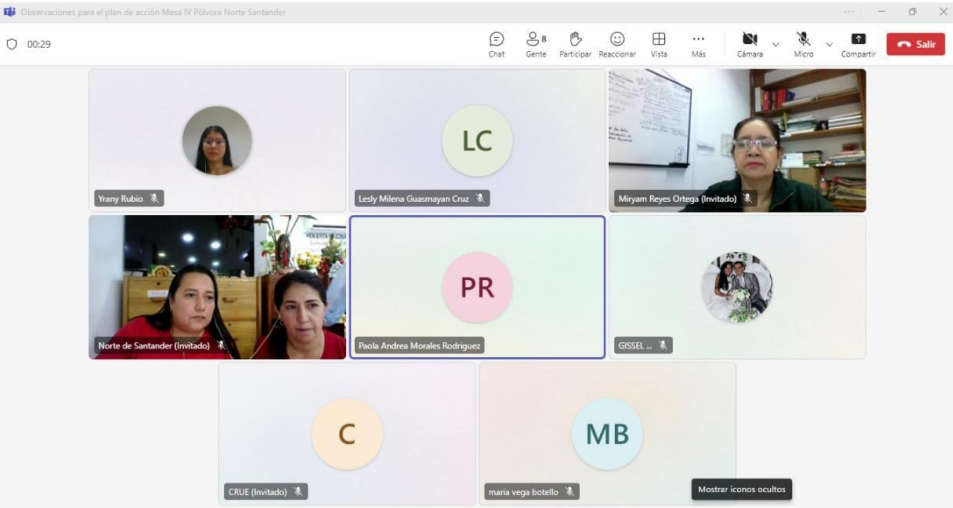 Observaciones para el plan de acción Mesa IV Pólvora Norte Santander
00:29
Chat
8
Gente
Participar
Reaccionar
Vista
Más
Cámara
Micro
Compartir
Salir
Yrany Rubio
LC
Lesly Milena Guasmayan Cruz
Miryam Reyes Ortega (Invitado)
Norte de Santander (Invitado)
PR
Paola Andrea Morales Rodriguez
GISSEL ...
C
CRUE (Invitado)
MB
maria vega botello
Mostrar iconos ocultos